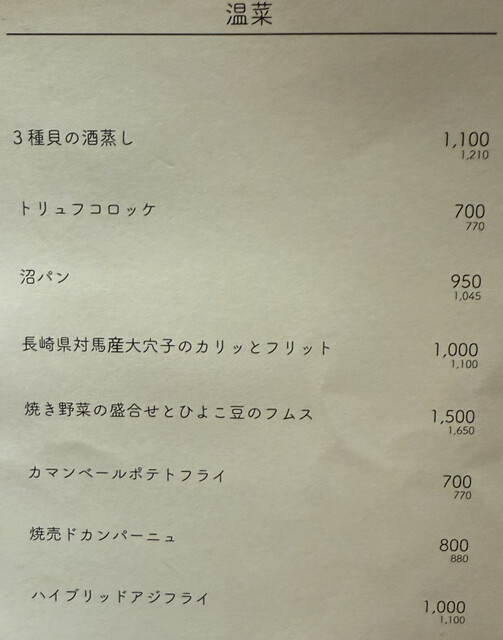 温菜
3種貝の酒蒸し 1,100
1,210
トリュフコロッケ 700
770
沼パン 950
1,045
長崎県対馬産大穴子のカリッとフリット 1,000
1,100
焼き野菜の盛合せとひよこ豆のフムス 1,500
1,650
カマンベールポテトフライ 700
770
焼売ドカンパーニュ 800
880
ハイブリッドアジフライ 1,000
1,100